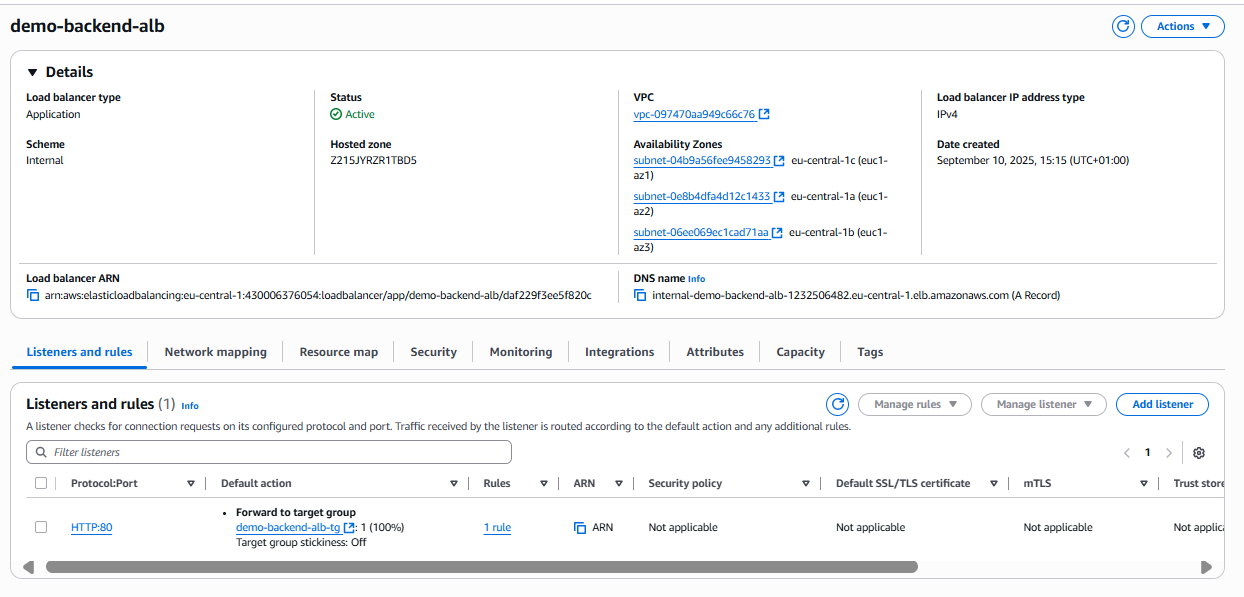 demo-backend-alb
Actions
Details
Load balancer type
Application
Status
Active
VPC
vpc-097470aa949c66c76
Load balancer IP address type
IPv4
Scheme
Internal
Hosted zone
Z215JYRZR1TBD5
Availability Zones
subnet-04b9a56fee9458293 eu-central-1c (euc1-
az1)
subnet-0e8b4dfa4d12c1433 eu-central-1a (euc1-
az2)
subnet-06ee069ec1cad71aa eu-central-1b (euc1-
az3)
Date created
September 10, 2025, 15:15 (UTC+01:00)
Load balancer ARN
arn:aws:elasticloadbalancing:eu-central-1:430006376054:loadbalancer/app/demo-backend-alb/daf229f3ee5f820c
DNS name Info
internal-demo-backend-alb-1232506482.eu-central-1.elb.amazonaws.com (A Record)
Listeners and rules Network mapping Resource map Security Monitoring Integrations Attributes Capacity Tags
Listeners and rules (1) Info
Manage rules Manage listener Add listener
A listener checks for connection requests on its configured protocol and port. Traffic received by the listener is routed according to the default action and any additional rules.
Filter listeners
1
Protocol:Port Default action Rules ARN Security policy Default SSL/TLS certificate mTLS Trust store
HTTP:80
• Forward to target group
demo-backend-alb-tg : 1 (100%)
Target group stickiness: Off
1 rule
ARN
Not applicable
Not applicable
Not applicable
Not applica